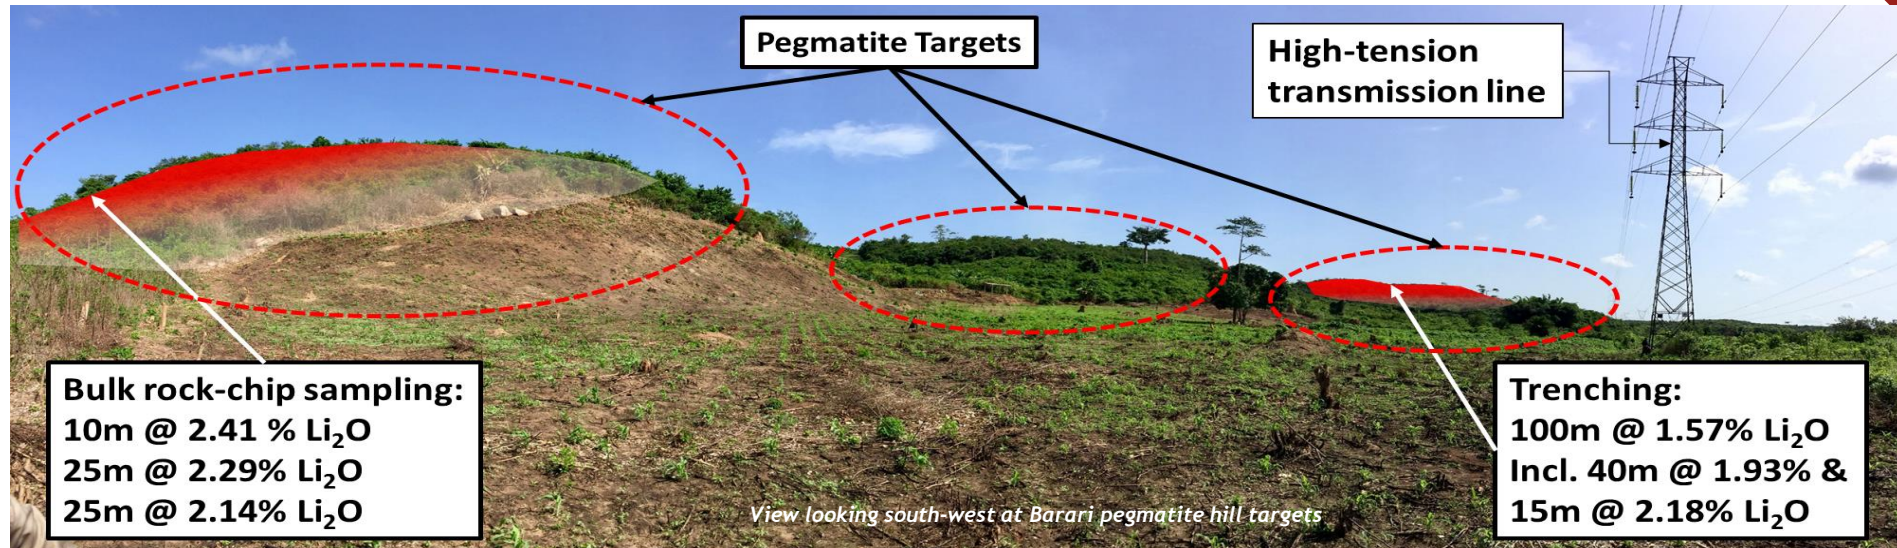 Pegmatite Targets
High-tension
transmission line
Bulk rock-chip sampling:
10m @ 2.41 % Li₂O
25m @ 2.29% Li₂O
25m @ 2.14% Li₂O
Trenching:
100m @ 1.57% Li₂O
Incl. 40m @ 1.93% &
15m @ 2.18% Li₂O
View looking south-west at Barari pegmatite hill targets